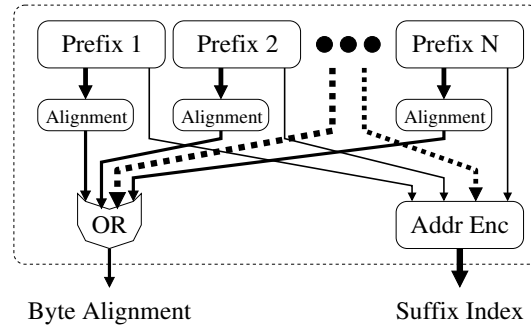 Prefix 1 Prefix 2 Prefix N
Alignment Alignment Alignment
OR Addr Enc
Byte Alignment Suffix Index